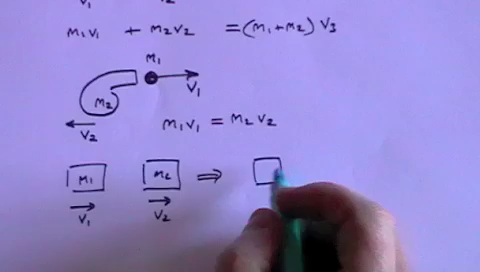 m₁v₁ + m₂v₂ = (m₁+m₂) v₃
m₁
v₁
m₂
v₂
m₁v₁ = m₂v₂
m₁ m₂ ⇒
v₁ v₂